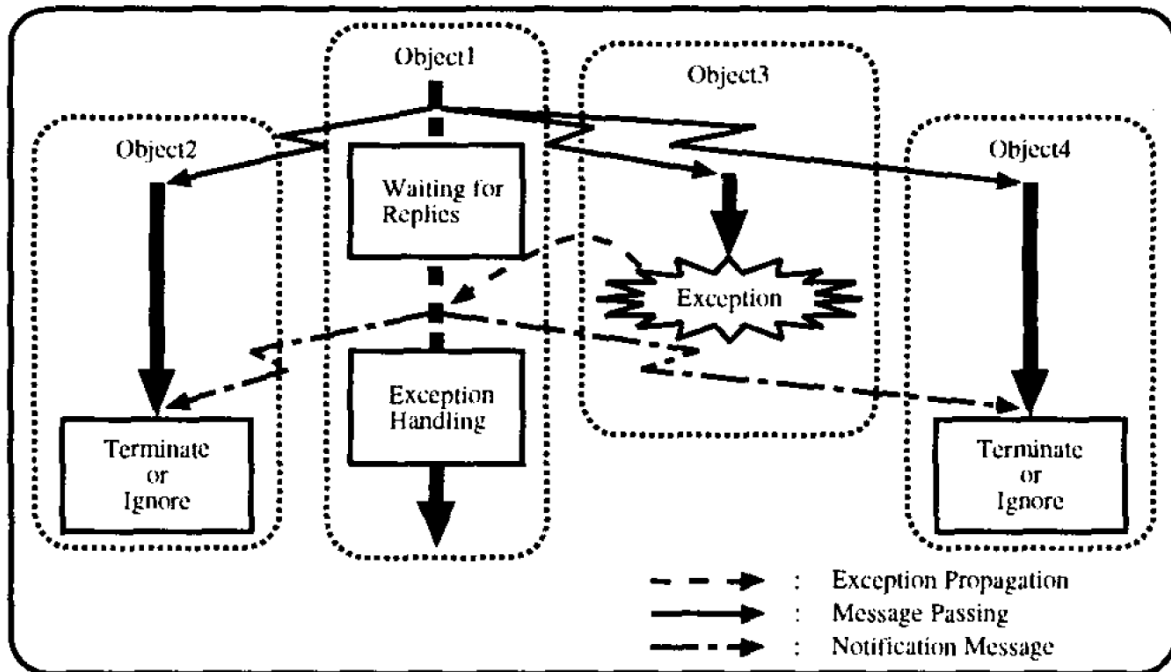 Object1
Object3
Object2
Object4
Waiting for
Replies
Exception
Exception
Handling
Terminate
or
Ignore
Terminate
or
Ignore
: Exception Propagation
: Message Passing
: Notification Message